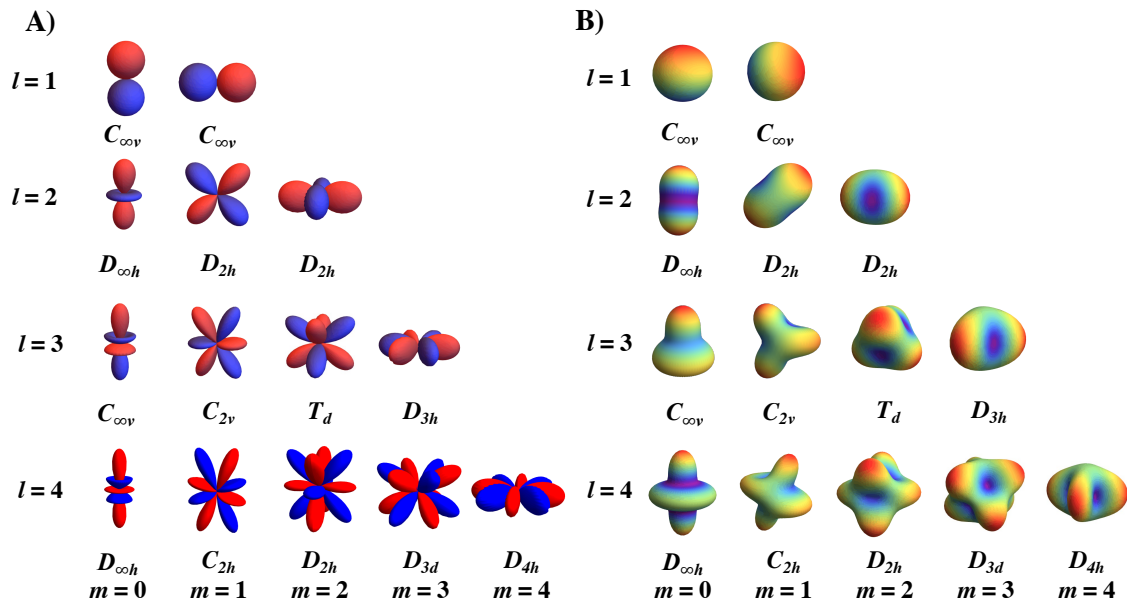 A) B)
l = 1 l = 1
C∞v C∞v C∞v C∞v
l = 2 l = 2
D∞h D2h D2h D∞h D2h D2h
l = 3 l = 3
C∞v C2v Td D3h C∞v C2v Td D3h
l = 4 l = 4
D∞h C2h D2h D3d D4h D∞h C2h D2h D3d D4h
m = 0 m = 1 m = 2 m = 3 m = 4 m = 0 m = 1 m = 2 m = 3 m = 4